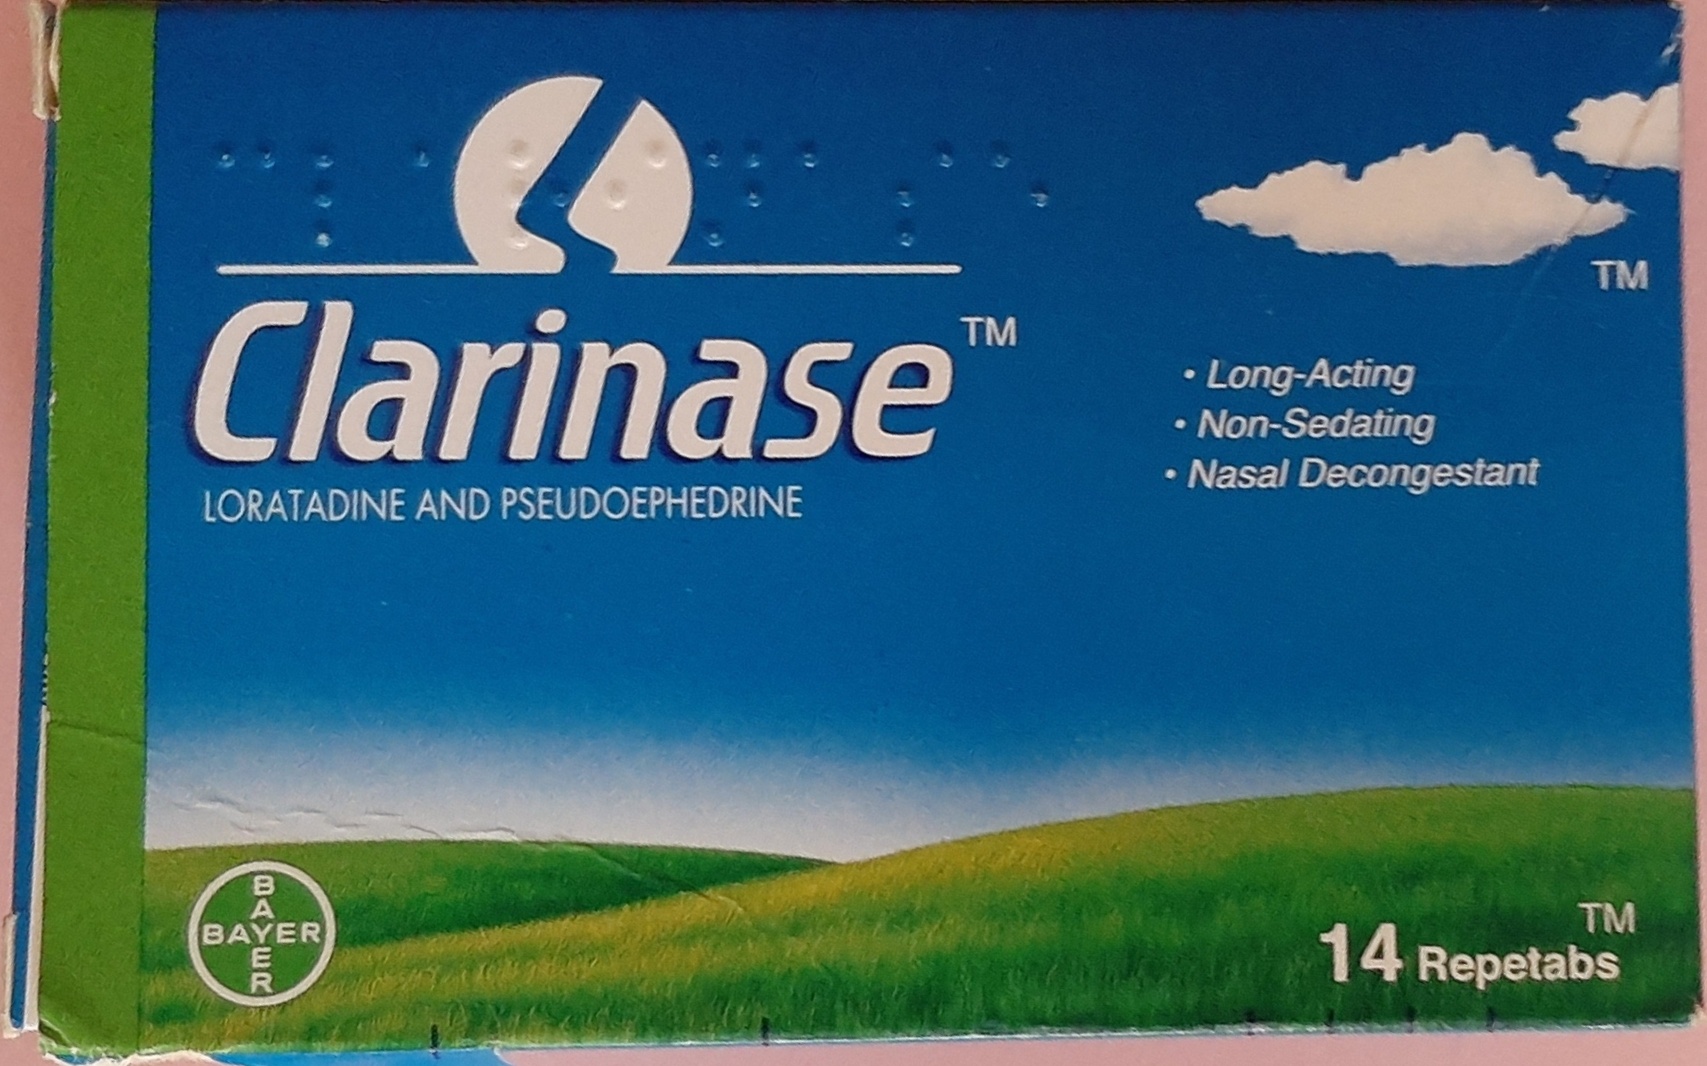 Clarinase™
LORATADINE AND PSEUDOEPHEDRINE
TM
• Long-Acting
• Non-Sedating
• Nasal Decongestant
BAYER
BAYER
14 Repetabs™